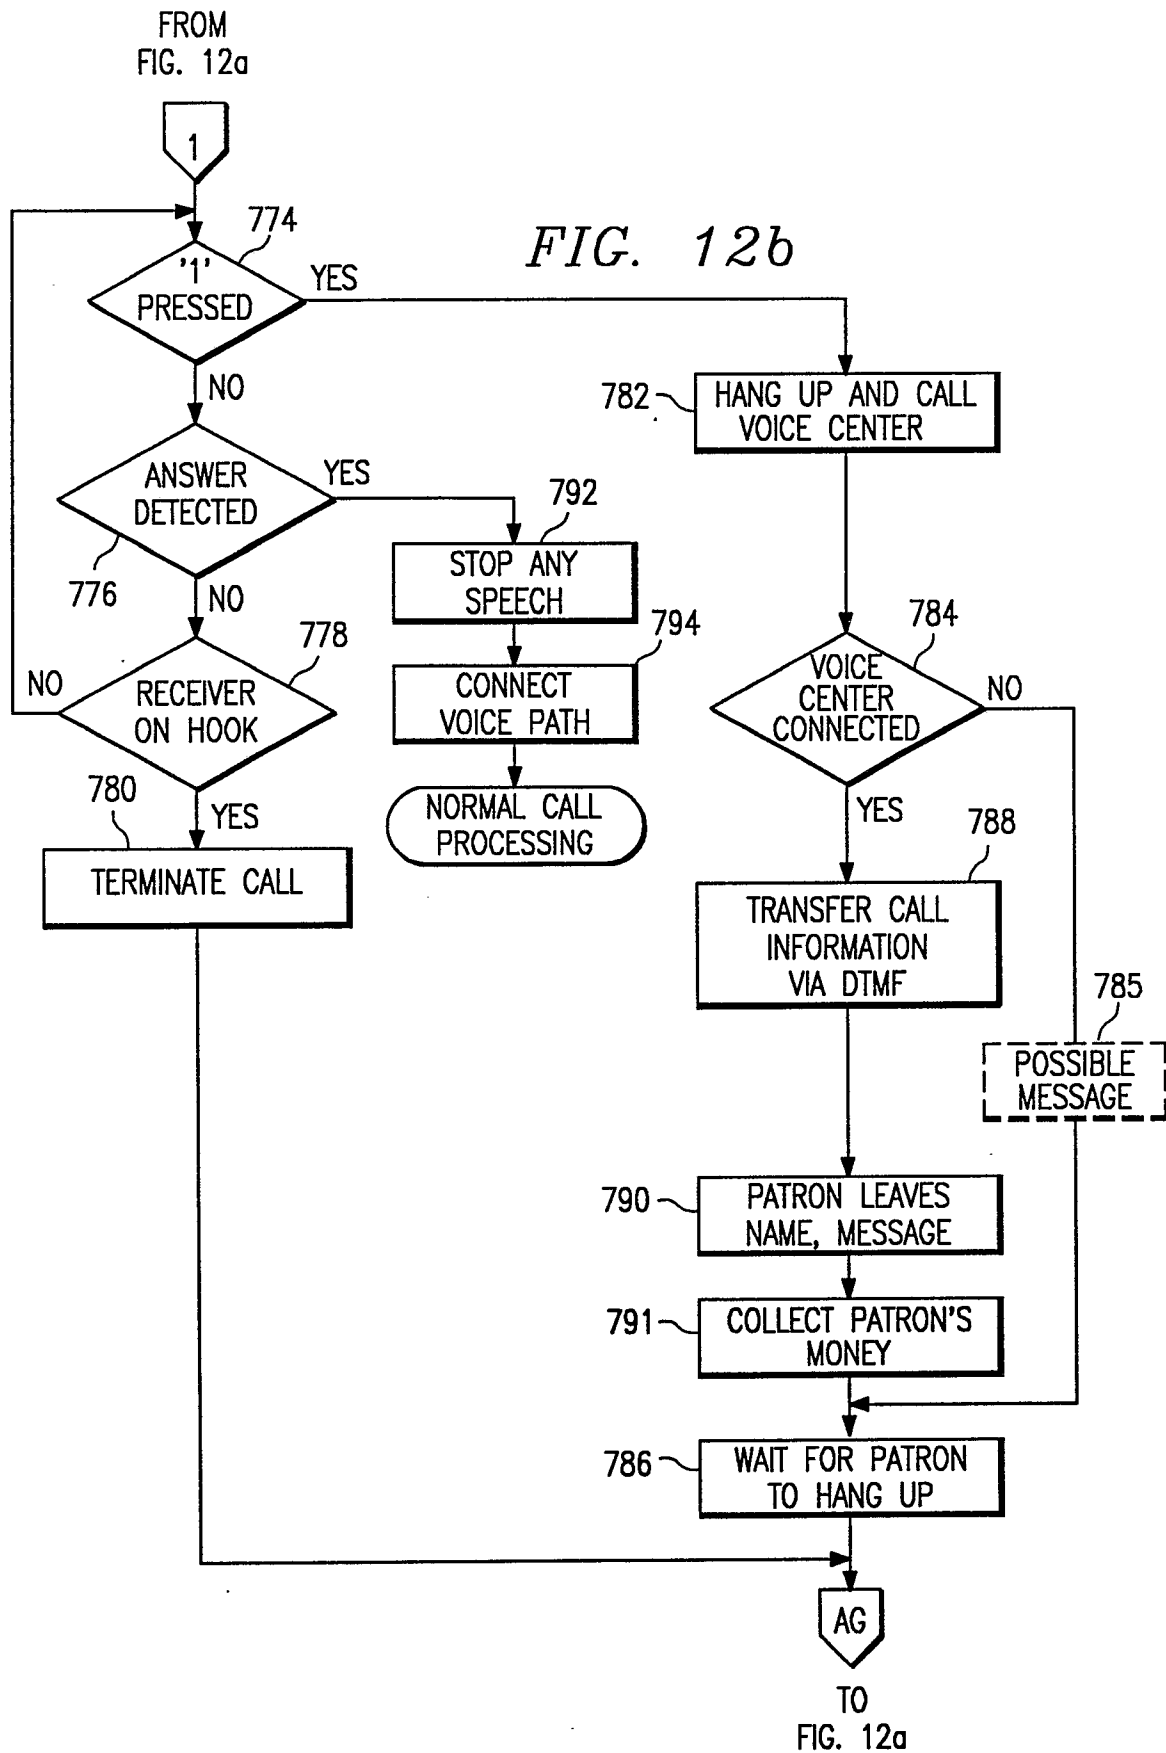 FROM
FIG. 12a
1
774
FIG. 12b
'1'
PRESSED
YES
NO
782
HANG UP AND CALL
VOICE CENTER
ANSWER
DETECTED
YES
776
NO
792
STOP ANY
SPEECH
794
CONNECT
VOICE PATH
NORMAL CALL
PROCESSING
778
NO
RECEIVER
ON HOOK
YES
780
TERMINATE CALL
784
VOICE
CENTER
CONNECTED
NO
YES
788
TRANSFER CALL
INFORMATION
VIA DTMF
785
POSSIBLE
MESSAGE
790
PATRON LEAVES
NAME, MESSAGE
791
COLLECT PATRON'S
MONEY
786
WAIT FOR PATRON
TO HANG UP
AG
TO
FIG. 12a